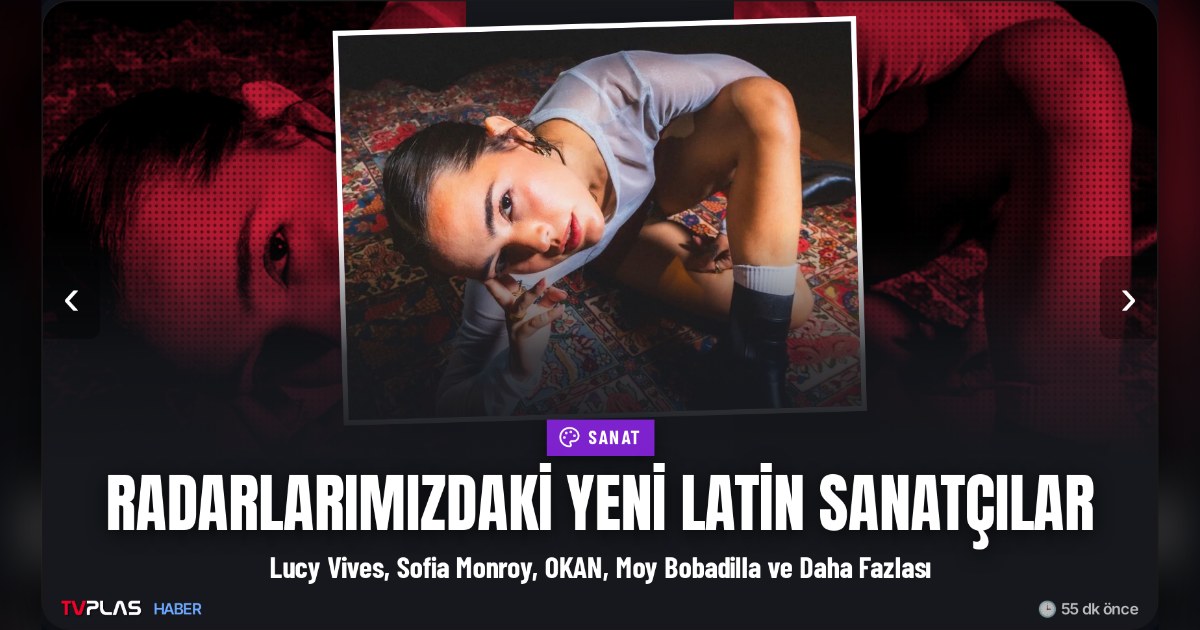 SANAT
RADARLARIMIZDAKİ YENİ LATİN SANATÇILAR
Lucy Vives, Sofia Monroy, OKAN, Moy Bobadilla ve Daha Fazlası
TVPLAS HABER
55 dk önce